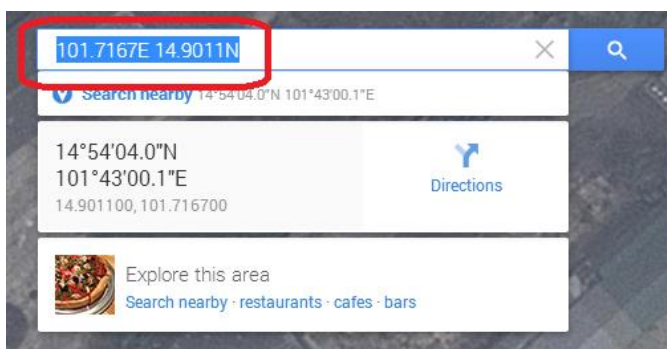 101.7167E 14.9011N
Search nearby 14°54'04.0"N 101°43'00.1"E
14°54'04.0"N
101°43'00.1"E
14.901100, 101.716700
Directions
Explore this area
Search nearby · restaurants · cafes · bars